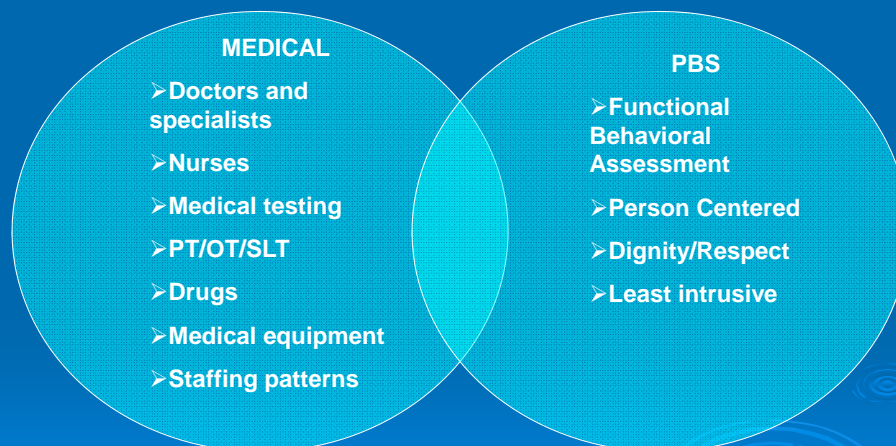 MEDICAL
➢Doctors and
specialists
➢Nurses
➢Medical testing
➢PT/OT/SLT
➢Drugs
➢Medical equipment
➢Staffing patterns
PBS
➢Functional
Behavioral
Assessment
➢Person Centered
➢Dignity/Respect
➢Least intrusive